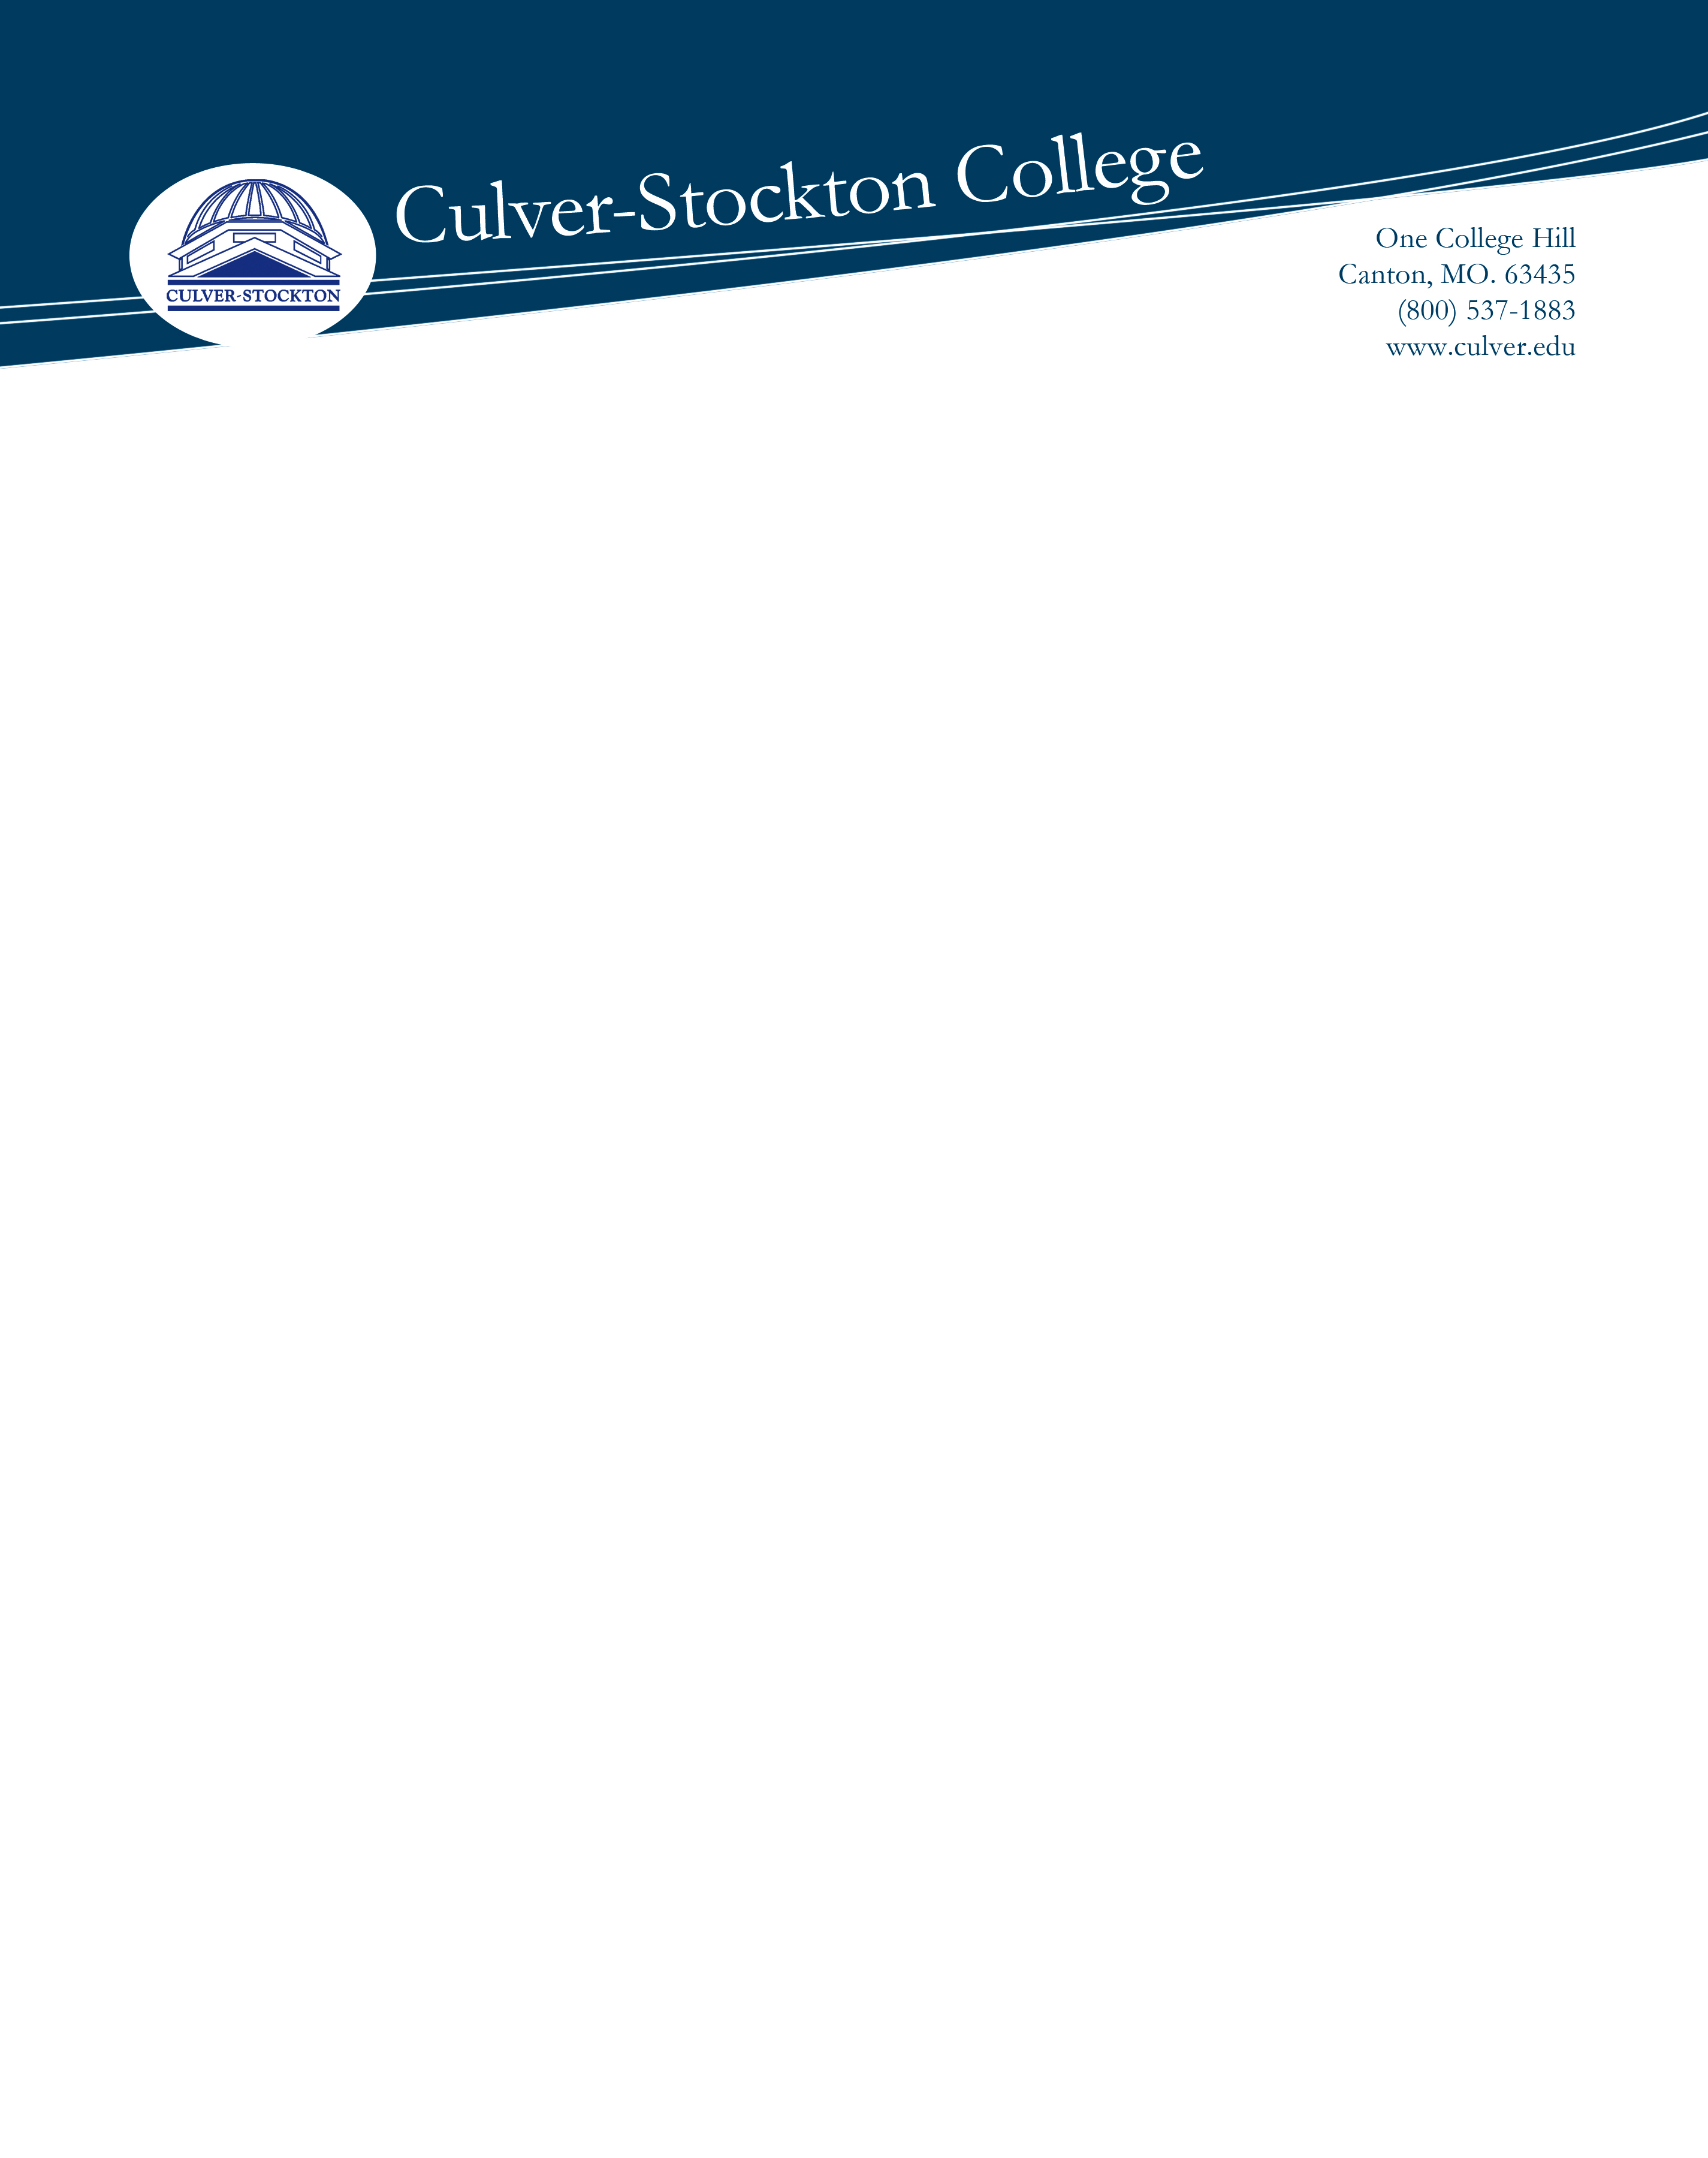 Culver-Stockton College
CULVER-STOCKTON
One College Hill
Canton, MO. 63435
(800) 537-1883
www.culver.edu